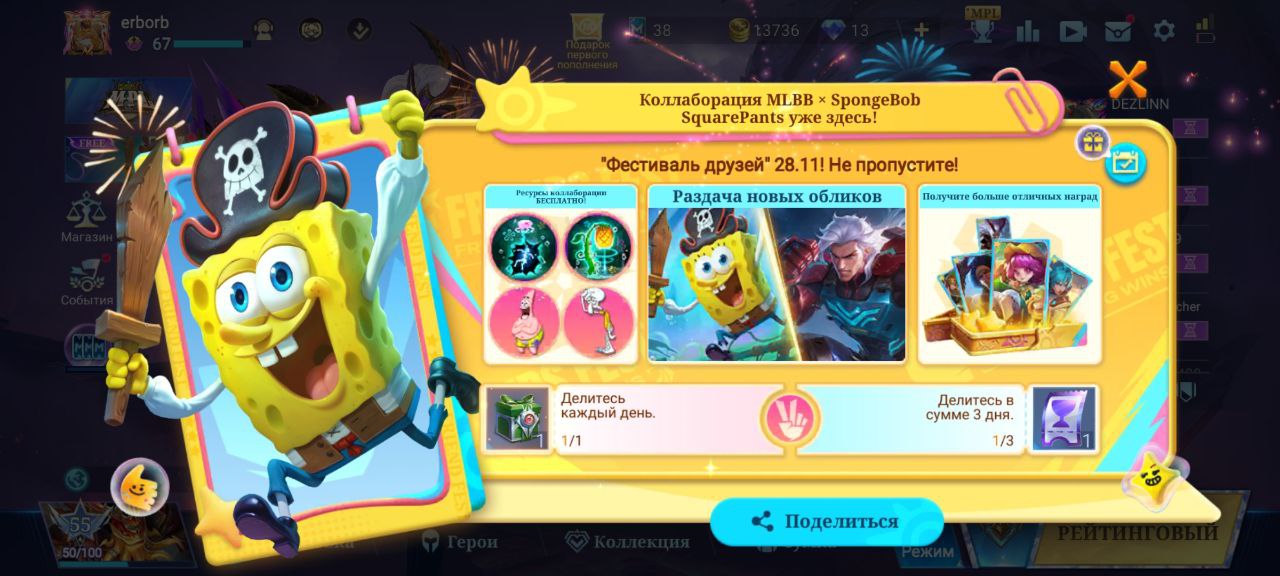 erborb
67
38
13736
13
MPL
Подарок
первого
пополнения
DEZLINN
FREE
Коллаборация MLBB × SpongeBob
SquarePants уже здесь!
"Фестиваль друзей" 28.11! Не пропустите!
Ресурсы коллаборации
БЕСПЛАТНО!
Раздача новых обликов
Получите больше отличных наград
Магазин
События
Делитесь
каждый день.
1/1
1
Делитесь в
сумме 3 дня.
1/3
1
Поделиться
55
50/100
Герои
Коллекция
Режим
РЕЙТИНГОВЫЙ